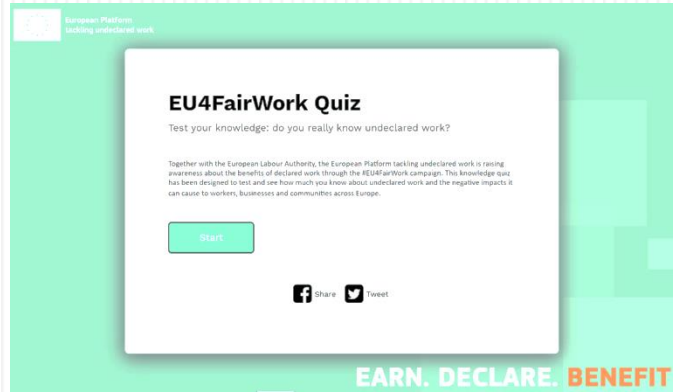 European Platform
tackling undeclared work
EU4FairWork Quiz
Test your knowledge: do you really know undeclared work?
Together with the European Labour Authority, the European Platform tackling undeclared work is raising
awareness about the benefits of declared work through the #EU4FairWork campaign. This knowledge quiz
has been designed to test and see how much you know about undeclared work and the negative impacts it
can cause to workers, businesses and communities across Europe.
Start
Share Tweet
EARN. DECLARE. BENEFIT